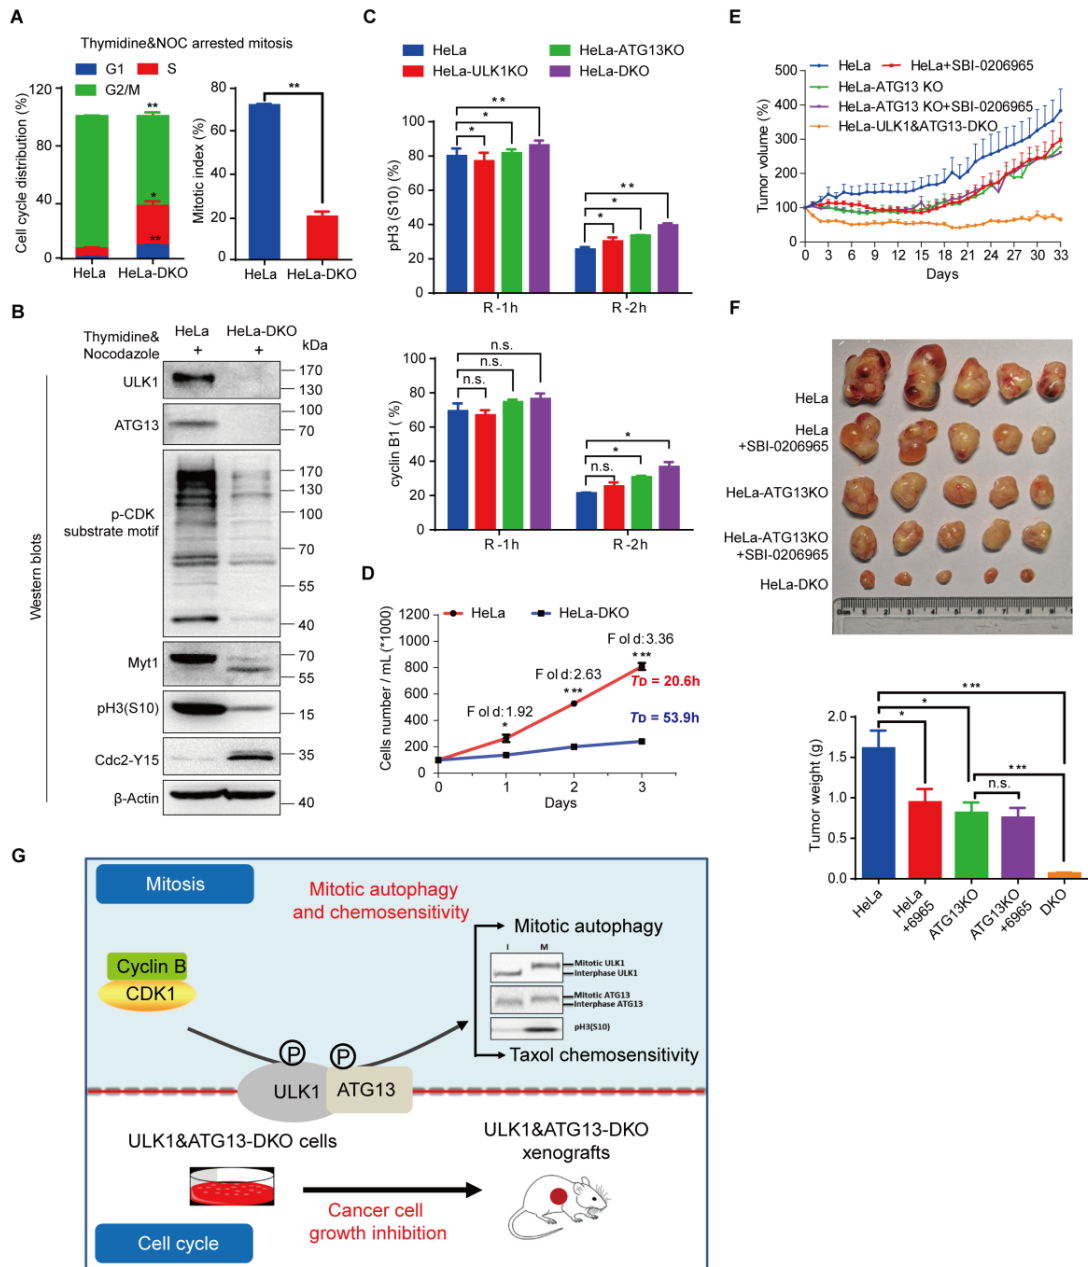 A
Thymidine&NOC arrested mitosis
G1
S
G2/M
Cell cycle distribution (%)
120
80
40
0
**
*
**
HeLa
HeLa-DKO
Mitotic index (%)
80
60
40
20
0
**
HeLa
HeLa-DKO
B
Thymidine&
Nocodazole
HeLa
HeLa-DKO
+
+
kDa
Western blots
ULK1
170
130
ATG13
100
70
p-CDK
substrate motif
170
130
100
70
55
40
Myt1
70
55
pH3(S10)
15
Cdc2-Y15
35
β-Actin
40
C
HeLa
HeLa-ATG13KO
HeLa-ULK1KO
HeLa-DKO
pH3 (S10) (%)
100
80
60
40
20
0
**
*
*
**
*
*
R-1h
R-2h
cyclin B1 (%)
100
80
60
40
20
0
n.s.
n.s.
n.s.
*
*
n.s.
R-1h
R-2h
D
HeLa
HeLa-DKO
Cells number / mL (*1000)
1200
1000
800
600
400
200
0
Fold:1.92
*
Fold:2.63
***
Fold:3.36
***
TD = 20.6h
TD = 53.9h
0
1
2
3
Days
E
HeLa
HeLa+SBI-0206965
HeLa-ATG13 KO
HeLa-ATG13 KO+SBI-0206965
HeLa-ULK1&ATG13-DKO
Tumor volume (%)
500
400
300
200
100
0
0 3 6 9 12 15 18 21 24 27 30 33
Days
F
HeLa
HeLa
+SBI-0206965
HeLa-ATG13KO
HeLa-ATG13KO
+SBI-0206965
HeLa-DKO
Tumor weight (g)
2.0
1.5
1.0
0.5
0.0
***
*
*
***
n.s.
HeLa
HeLa
+6965
ATG13KO
ATG13KO
+6965
DKO
G
Mitosis
Mitotic autophagy
and chemosensitivity
Cyclin B
CDK1
P
P
ULK1
ATG13
Mitotic autophagy
I
M
Mitotic ULK1
Interphase ULK1
Mitotic ATG13
Interphase ATG13
pH3(S10)
Taxol chemosensitivity
ULK1&ATG13-DKO cells
ULK1&ATG13-DKO
xenografts
Cancer cell
growth inhibition
Cell cycle